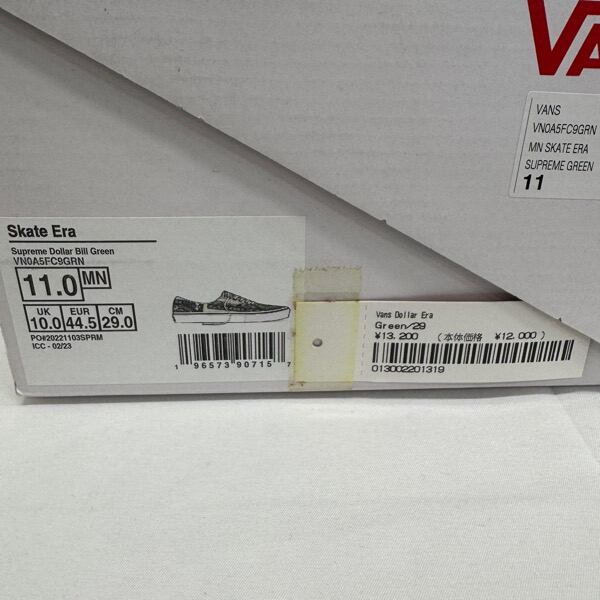 VA
VANS
VN0A5FC9GRN
MN SKATE ERA
SUPREME GREEN
11
Skate Era
Supreme Dollar Bill Green
VN0A5FC9GRN
11.0 MN
UK EUR CM
10.0 44.5 29.0
PO#20221103SPRM
ICC - 02/23
1 96573 90715 7
Vans Dollar Era
Green/29
¥13,200 (本体価格 ¥12,000)
013002201319